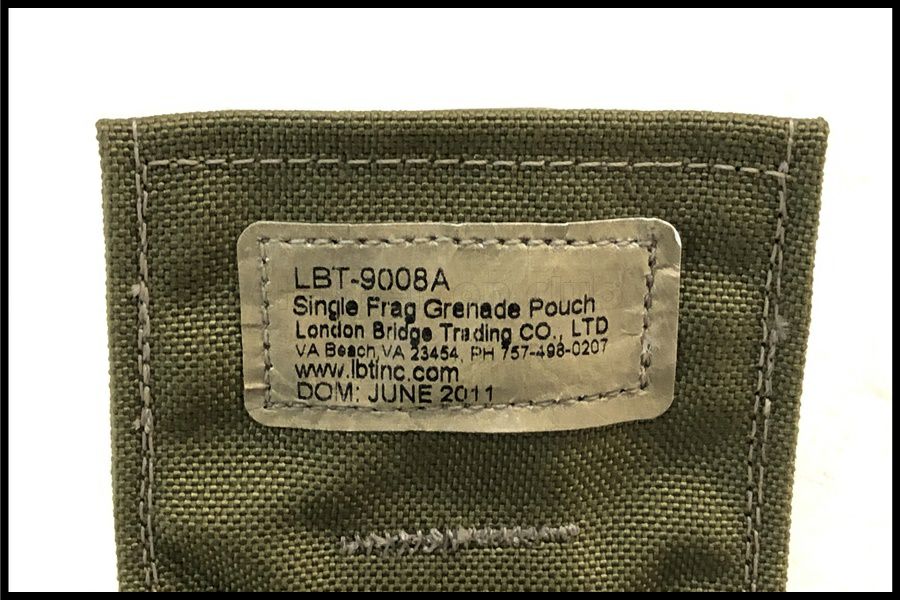 LBT-9008A
Single Frag Grenade Pouch
London Bridge Trading CO., LTD
VA Beach, VA 23454, PH 757-498-0207
www.lbtinc.com
DOM: JUNE 2011